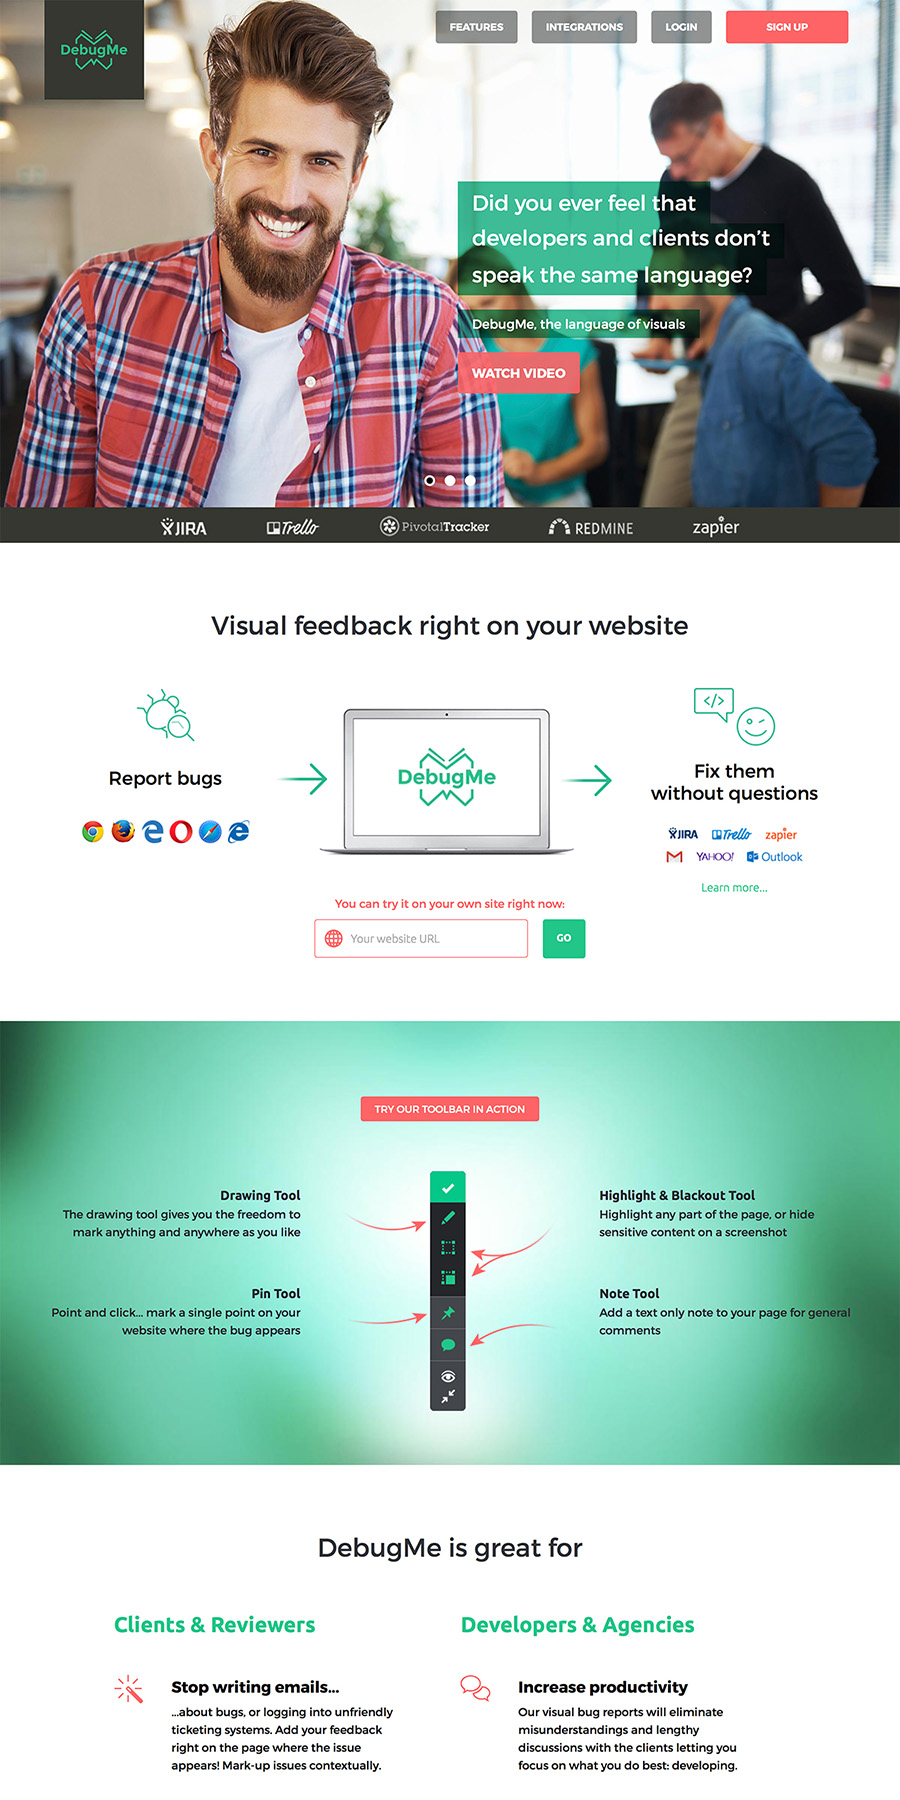 DebugMe
FEATURES
INTEGRATIONS
LOGIN
SIGN UP
Did you ever feel that
developers and clients don’t
speak the same language?
DebugMe, the language of visuals
WATCH VIDEO
JIRA
Trello
PivotalTracker
REDMINE
zapier
Visual feedback right on your website
Report bugs
DebugMe
Fix them
without questions
JIRA
Trello
zapier
YAHOO!
Outlook
Learn more...
You can try it on your own site right now:
Your website URL
GO
TRY OUR TOOLBAR IN ACTION
Drawing Tool
The drawing tool gives you the freedom to
mark anything and anywhere as you like
Highlight & Blackout Tool
Highlight any part of the page, or hide
sensitive content on a screenshot
Pin Tool
Point and click... mark a single point on your
website where the bug appears
Note Tool
Add a text only note to your page for general
comments
DebugMe is great for
Clients & Reviewers
Stop writing emails...
...about bugs, or logging into unfriendly
ticketing systems. Add your feedback
right on the page where the issue
appears! Mark-up issues contextually.
Developers & Agencies
Increase productivity
Our visual bug reports will eliminate
misunderstandings and lengthy
discussions with the clients letting you
focus on what you do best: developing.